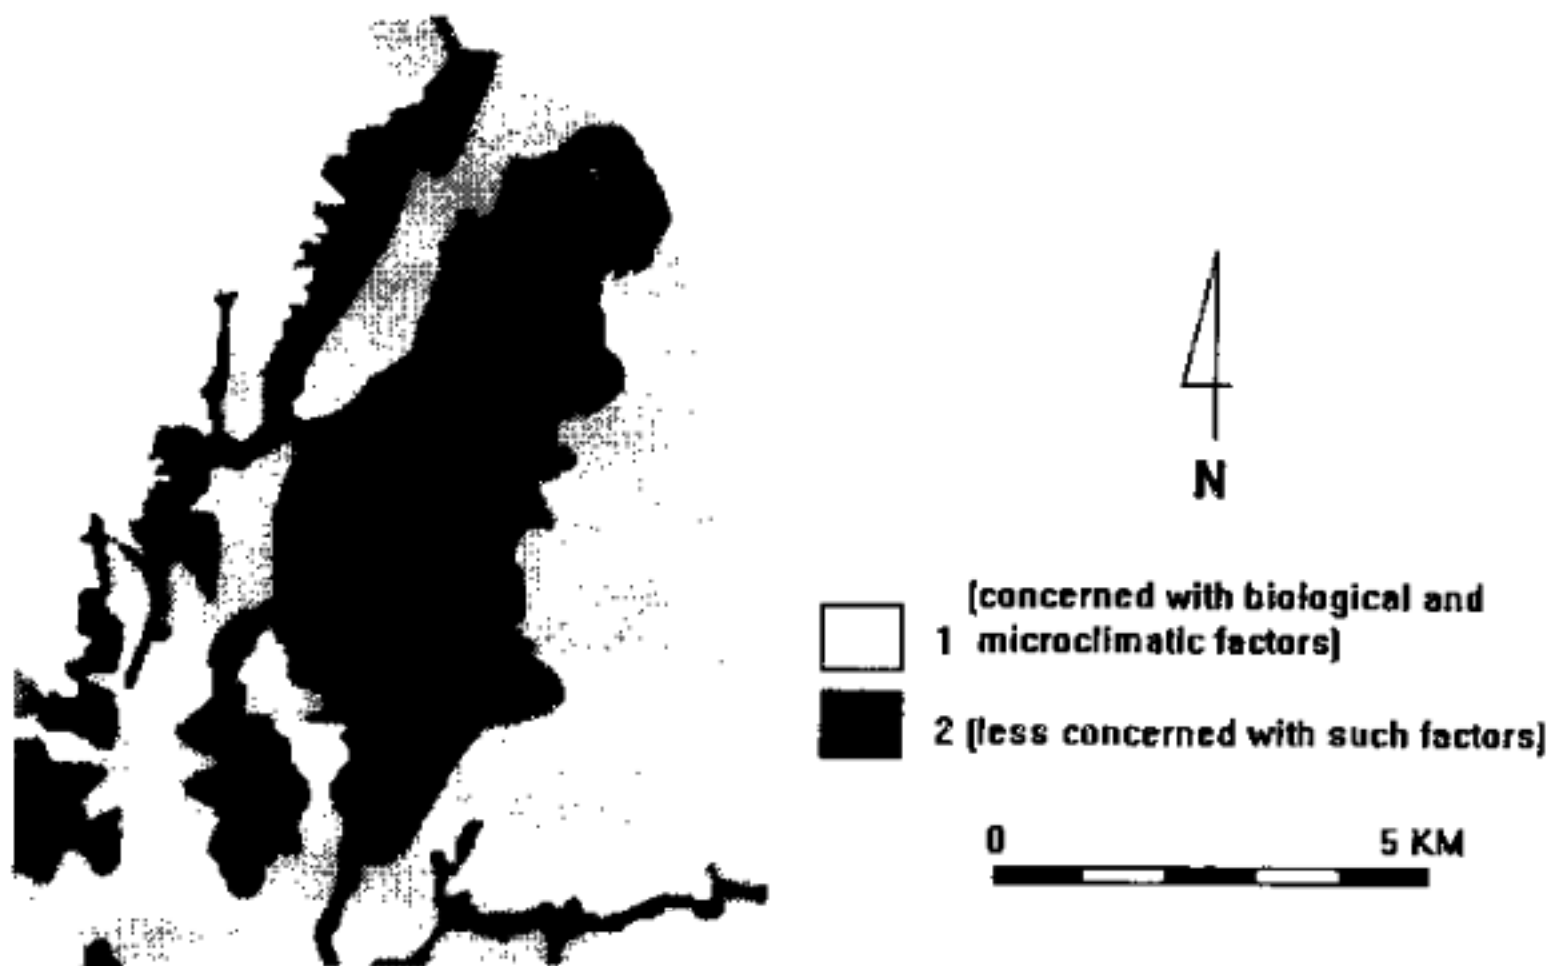 N
(concerned with biological and
1 microclimatic factors)
2 (less concerned with such factors)
0 5 KM